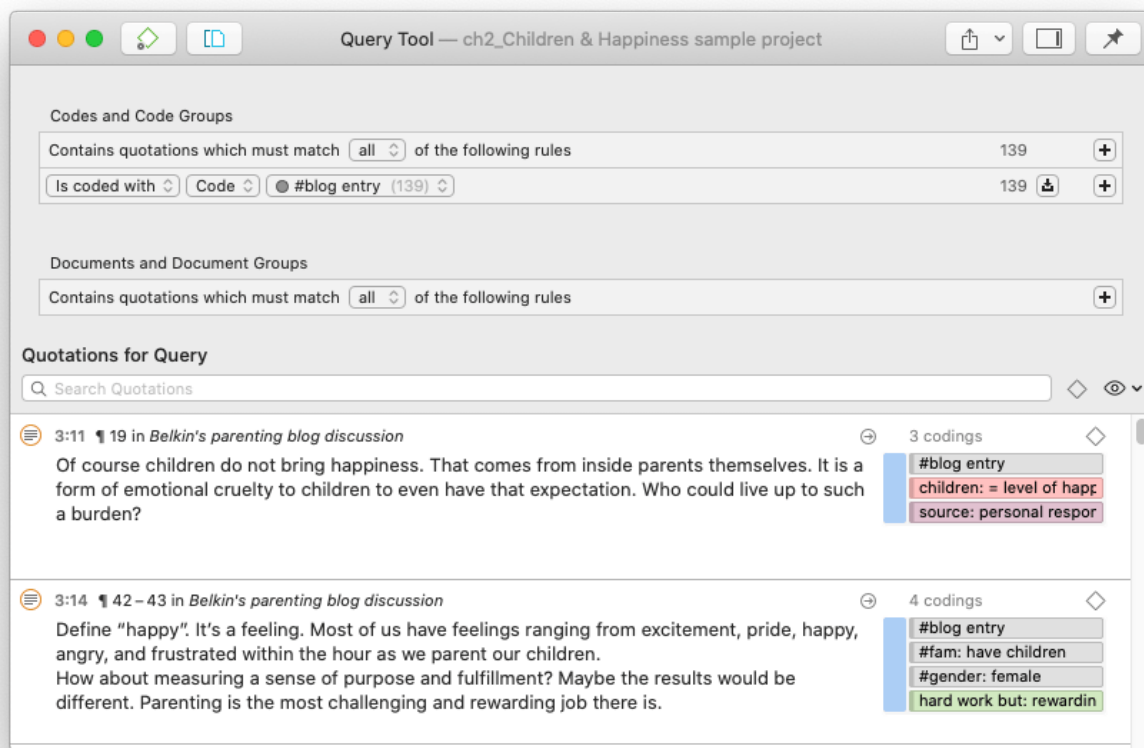 Query Tool — ch2_Children & Happiness sample project
Codes and Code Groups
Contains quotations which must match all of the following rules 139
Is coded with Code #blog entry (139) 139
Documents and Document Groups
Contains quotations which must match all of the following rules
Quotations for Query
Search Quotations
3:11 ¶ 19 in Belkin's parenting blog discussion 3 codings
Of course children do not bring happiness. That comes from inside parents themselves. It is a
form of emotional cruelty to children to even have that expectation. Who could live up to such
a burden?
#blog entry
children: = level of happ
source: personal respor
3:14 ¶ 42 – 43 in Belkin's parenting blog discussion 4 codings
Define “happy”. It’s a feeling. Most of us have feelings ranging from excitement, pride, happy,
angry, and frustrated within the hour as we parent our children.
How about measuring a sense of purpose and fulfillment? Maybe the results would be
different. Parenting is the most challenging and rewarding job there is.
#blog entry
#fam: have children
#gender: female
hard work but: rewardin